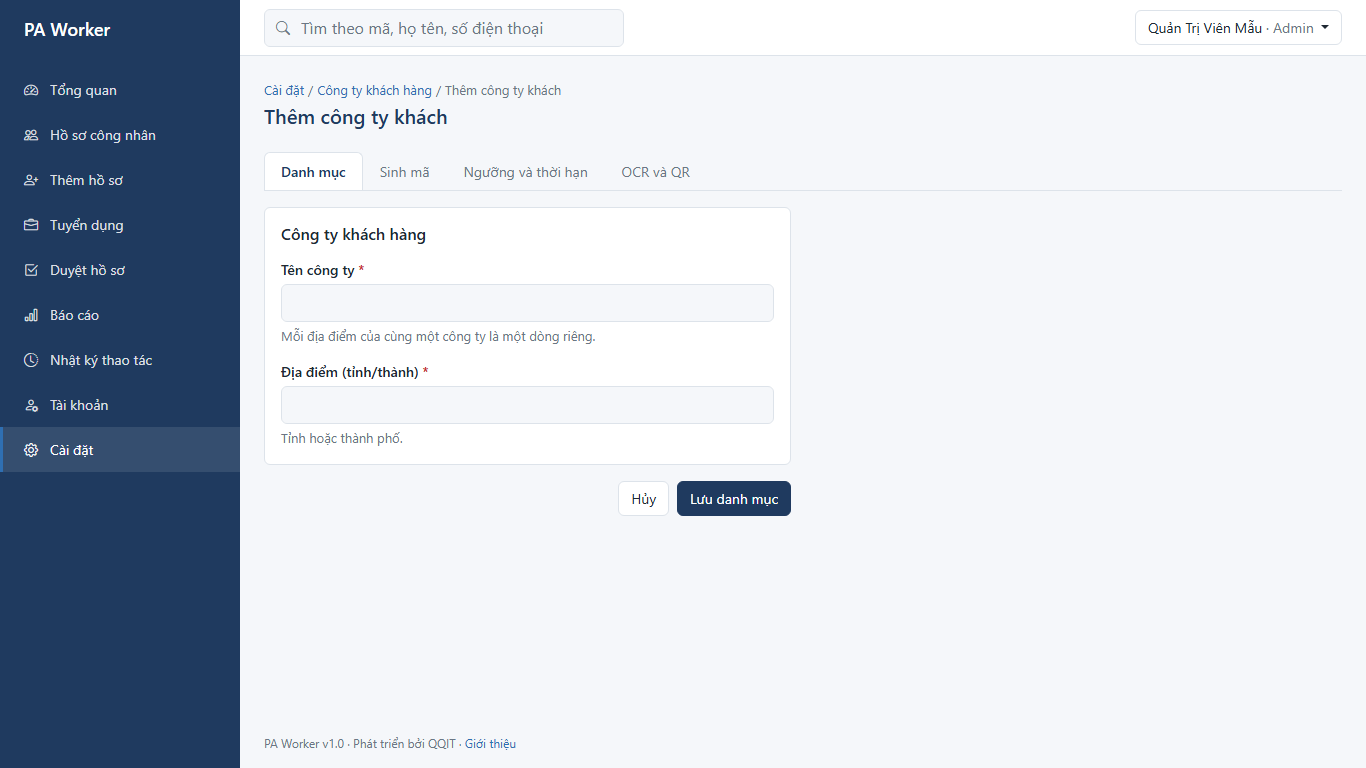 PA Worker
Tìm theo mã, họ tên, số điện thoại
Quản Trị Viên Mẫu · Admin
Tổng quan
Hồ sơ công nhân
Thêm hồ sơ
Tuyển dụng
Duyệt hồ sơ
Báo cáo
Nhật ký thao tác
Tài khoản
Cài đặt
Cài đặt / Công ty khách hàng / Thêm công ty khách
Thêm công ty khách
Danh mục
Sinh mã
Ngưỡng và thời hạn
OCR và QR
Công ty khách hàng
Tên công ty *
Mỗi địa điểm của cùng một công ty là một dòng riêng.
Địa điểm (tỉnh/thành) *
Tỉnh hoặc thành phố.
Hủy
Lưu danh mục
PA Worker v1.0 · Phát triển bởi QQIT · Giới thiệu